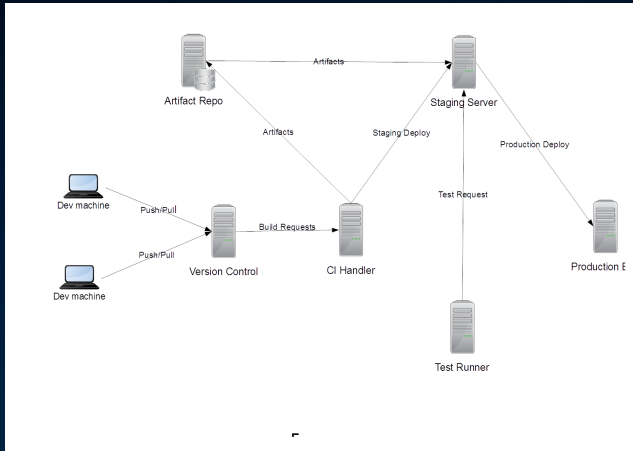 Artifacts
Artifact Repo
Staging Server
Artifacts
Staging Deploy
Production Deploy
Dev machine
Push/Pull
Test Request
Build Requests
Push/Pull
Version Control
CI Handler
Production E
Dev machine
Test Runner